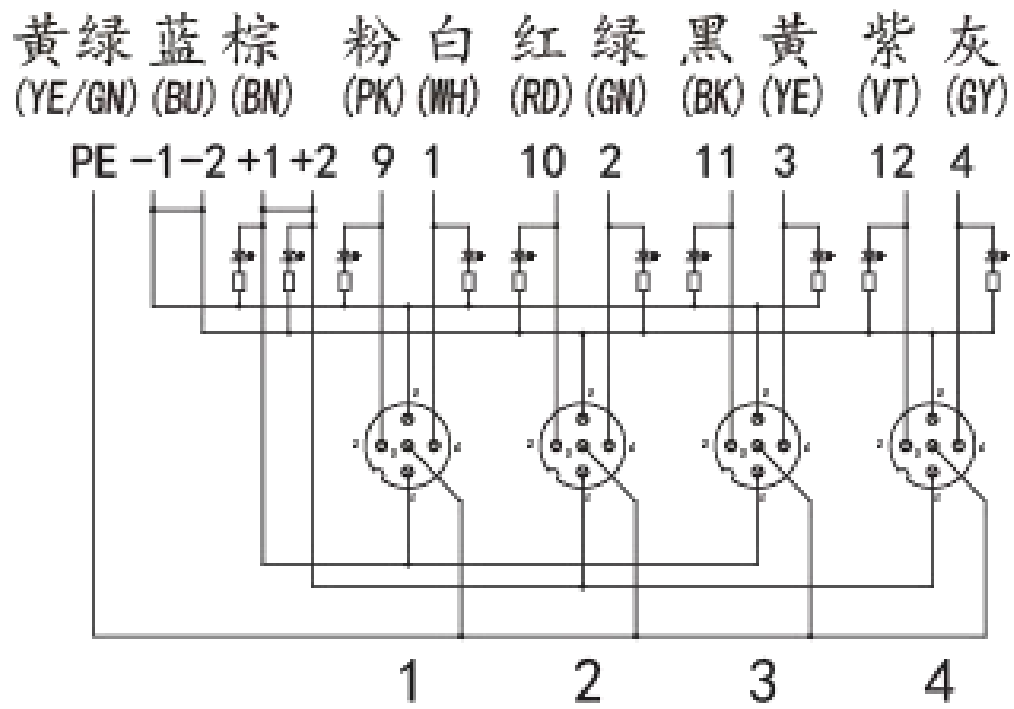 黄绿 蓝 棕 粉 白 红 绿 黑 黄 紫 灰
(YE/GN) (BU) (BN) (PK) (WH) (RD) (GN) (BK) (YE) (VT) (GY)
PE -1 -2 +1 +2 9 1 10 2 11 3 12 4
1 2 3 4